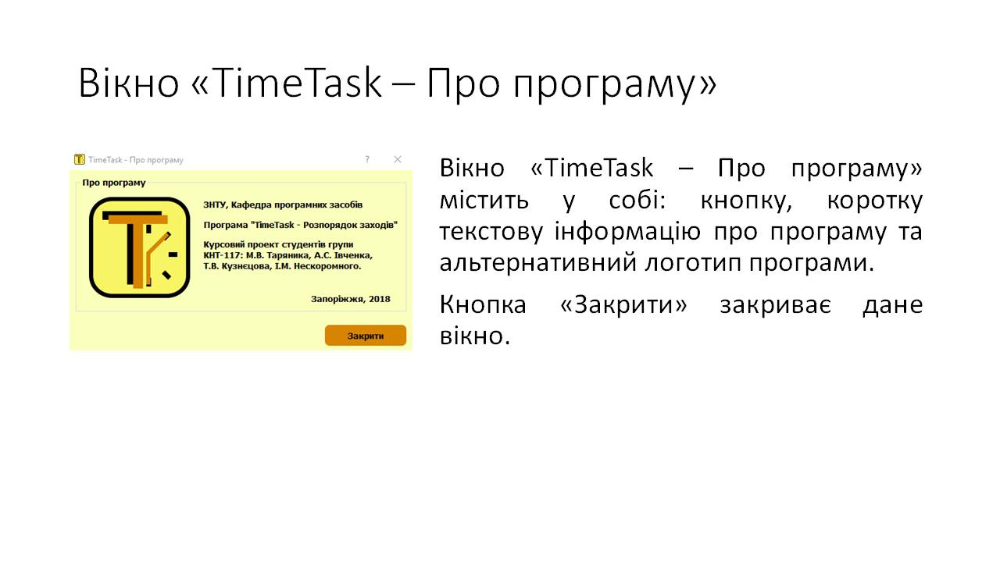 Вікно «TimeTask – Про програму»
TimeTask - Про програму
Про програму
ЗНТУ, Кафедра програмних засобів
Програма "TimeTask - Розпорядок заходів"
Курсовий проект студентів групи
КНТ-117: М.В. Таряника, А.С. Івченка,
Т.В. Кузнєцова, І.М. Нескоромного.
Запоріжжя, 2018
Закрити
Вікно «TimeTask – Про програму»
містить у собі: кнопку, коротку
текстову інформацію про програму та
альтернативний логотип програми.
Кнопка «Закрити» закриває дане
вікно.